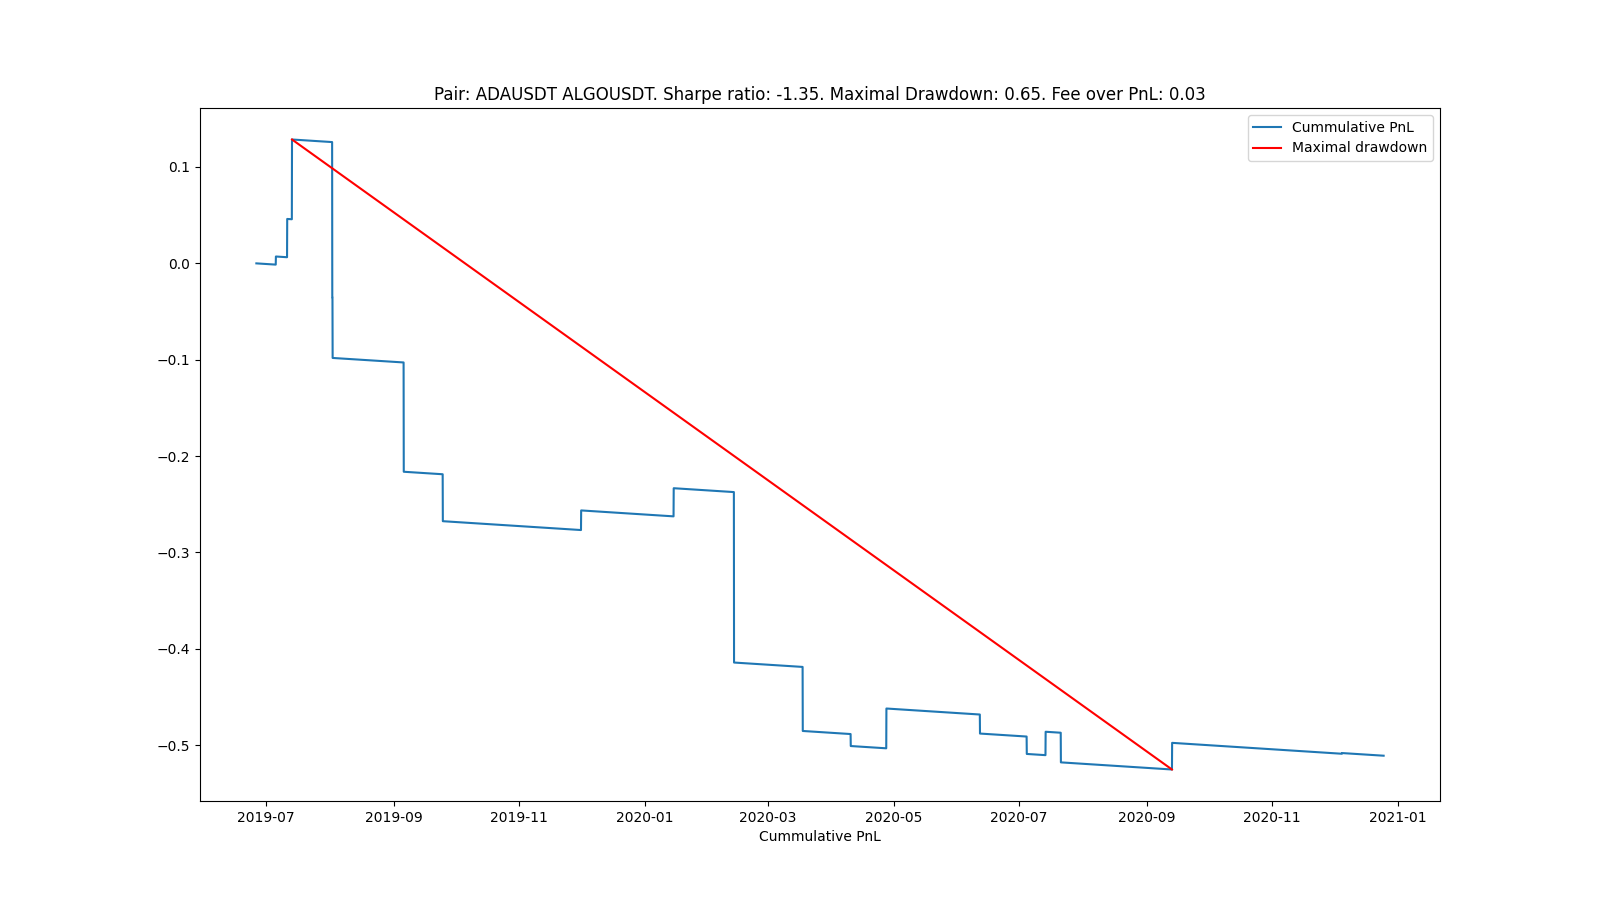 Pair: ADAUSDT ALGOUSDT. Sharpe ratio: -1.35. Maximal Drawdown: 0.65. Fee over PnL: 0.03
Cummulative PnL
Maximal drawdown
0.1
0.0
−0.1
−0.2
−0.3
−0.4
−0.5
2019-07 2019-09 2019-11 2020-01 2020-03 2020-05 2020-07 2020-09 2020-11 2021-01
Cummulative PnL